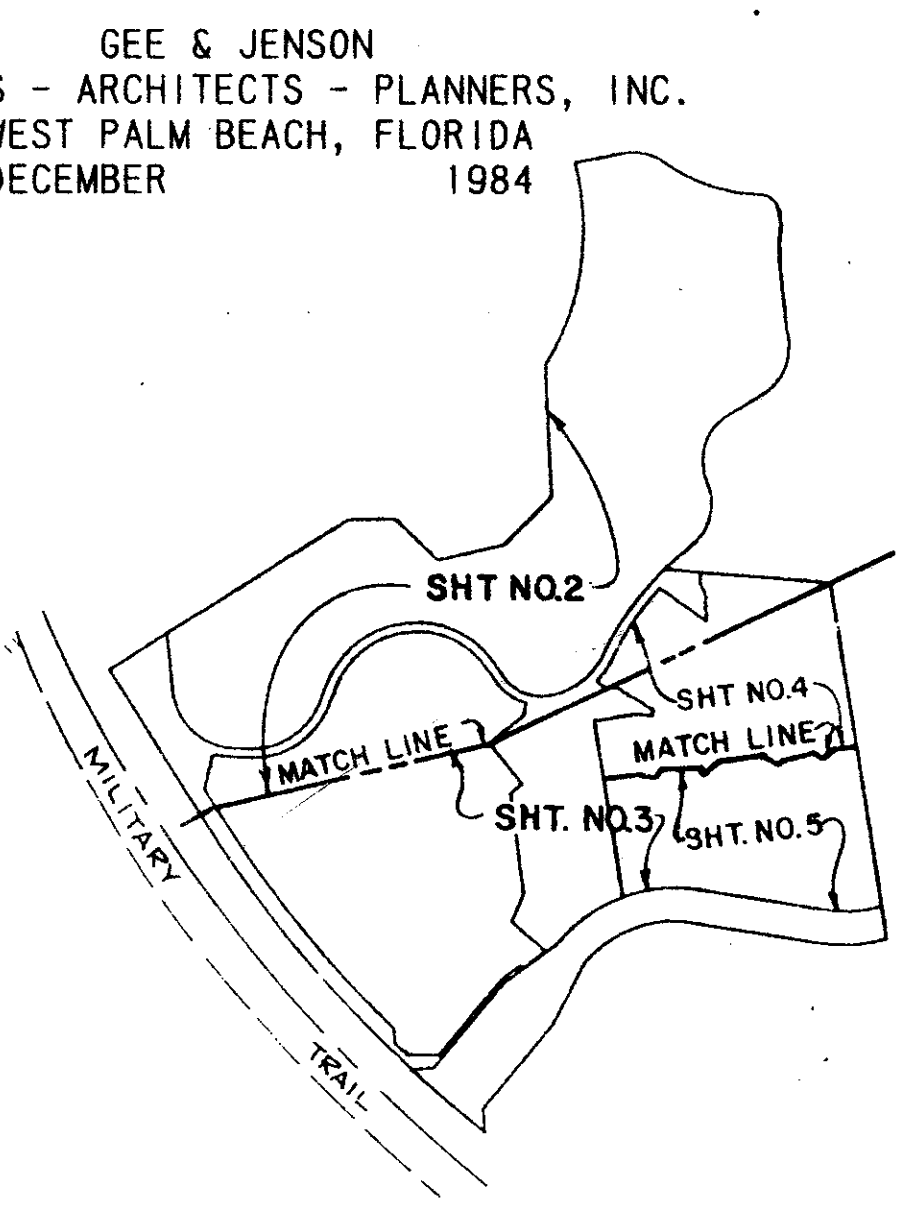 GEE & JENSON
S - ARCHITECTS - PLANNERS, INC.
WEST PALM BEACH, FLORIDA
DECEMBER 1984
SHT NO.2
SHT NO.4
MATCH LINE
MATCH LINE
SHT. NO.3
SHT. NO.5
MILITARY
TRAIL